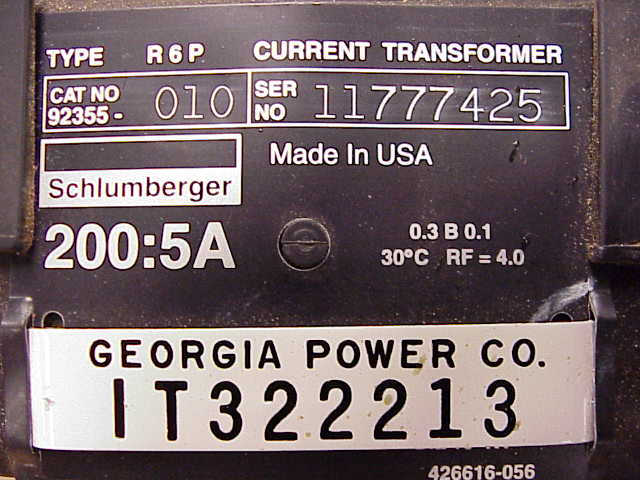 TYPE R6P CURRENT TRANSFORMER
CAT NO 92355- 010 SER NO 11777425
Made In USA
Schlumberger
200:5A
0.3 B 0.1
30°C RF = 4.0
GEORGIA POWER CO.
IT322213
426616-056